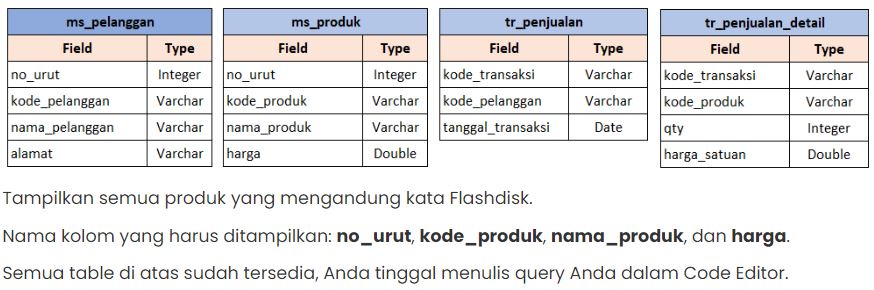 ms_pelanggan
Field Type
no_urut Integer
kode_pelanggan Varchar
nama_pelanggan Varchar
alamat Varchar
ms_produk
Field Type
no_urut Integer
kode_produk Varchar
nama_produk Varchar
harga Double
tr_penjualan
Field Type
kode_transaksi Varchar
kode_pelanggan Varchar
tanggal_transaksi Date
tr_penjualan_detail
Field Type
kode_transaksi Varchar
kode_produk Varchar
qty Integer
harga_satuan Double
Tampilkan semua produk yang mengandung kata Flashdisk.
Nama kolom yang harus ditampilkan: no_urut, kode_produk, nama_produk, dan harga.
Semua table di atas sudah tersedia, Anda tinggal menulis query Anda dalam Code Editor.